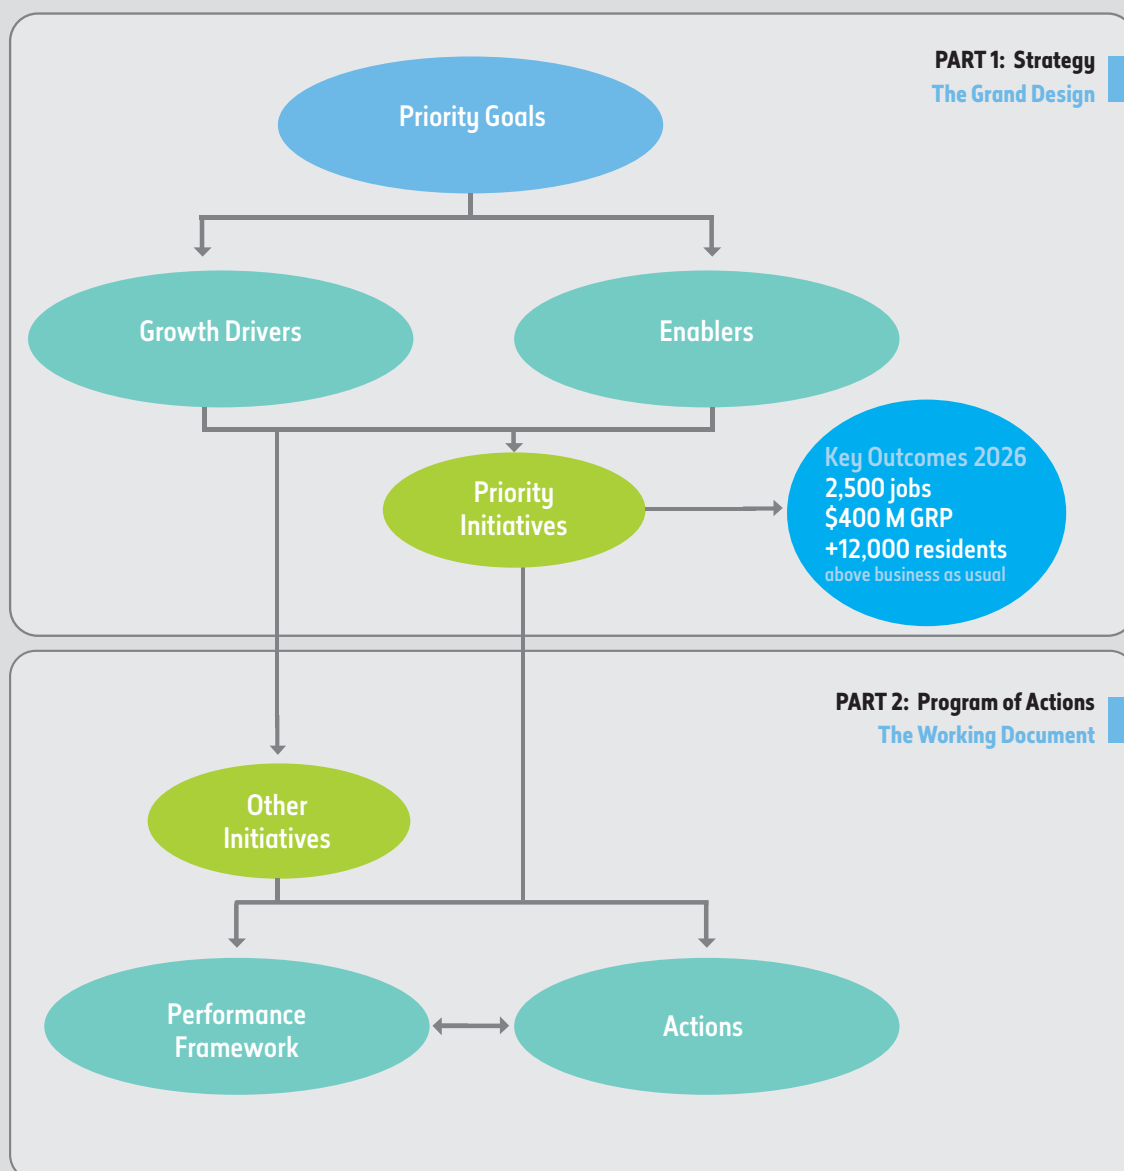 PART 1: Strategy
The Grand Design
Priority Goals
Growth Drivers
Enablers
Priority
Initiatives
Key Outcomes 2026
2,500 jobs
$400 M GRP
+12,000 residents
above business as usual
PART 2: Program of Actions
The Working Document
Other
Initiatives
Performance
Framework
Actions